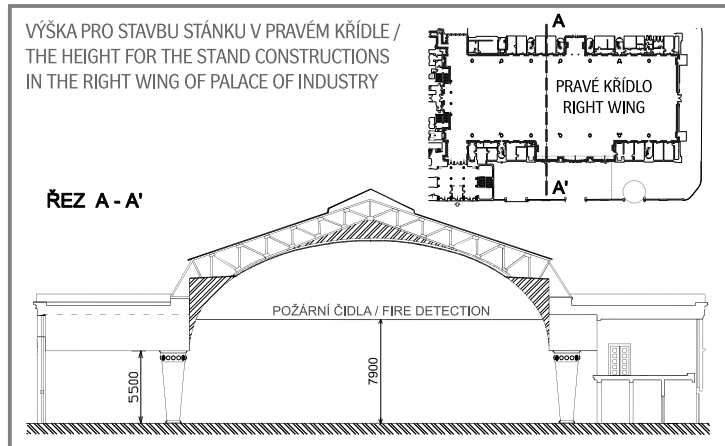 VÝŠKA PRO STAVBU STÁNKU V PRAVÉM KŘÍDLE /
THE HEIGHT FOR THE STAND CONSTRUCTIONS
IN THE RIGHT WING OF PALACE OF INDUSTRY
A
PRAVÉ KŘÍDLO
RIGHT WING
A'
ŘEZ A - A'
POŽÁRNÍ ČIDLA / FIRE DETECTION
5500
7900